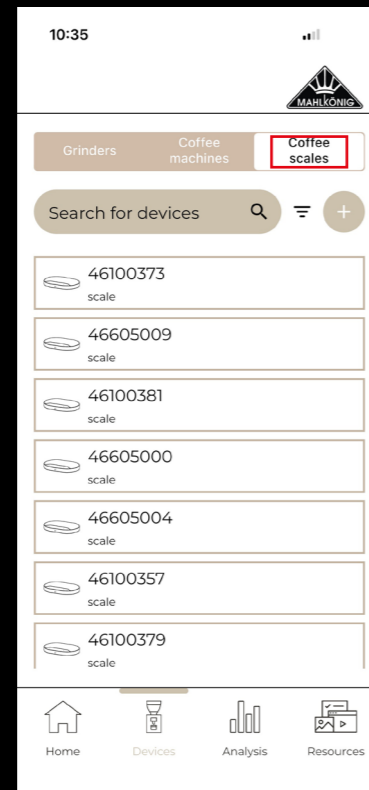 10:35
MAHLKÖNIG
Grinders
Coffee
machines
Coffee
scales
Search for devices
46100373
scale
46605009
scale
46100381
scale
46605000
scale
46605004
scale
46100357
scale
46100379
scale
Home
Devices
Analysis
Resources